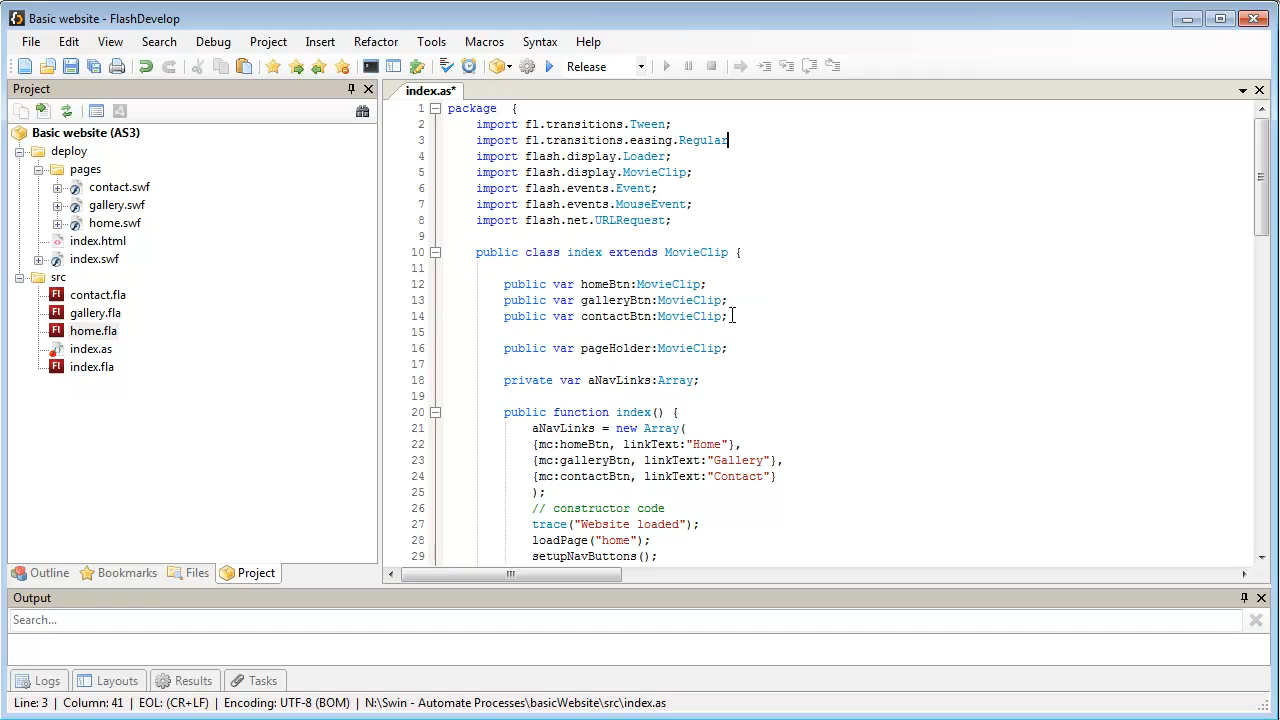 Basic website - FlashDevelop
File Edit View Search Debug Project Insert Refactor Tools Macros Syntax Help
Release
Project
Basic website (AS3)
deploy
pages
contact.swf
gallery.swf
home.swf
index.html
index.swf
src
contact.fla
gallery.fla
home.fla
index.as
index.fla
Outline Bookmarks Files Project
index.as*
1 package {
2 import fl.transitions.Tween;
3 import fl.transitions.easing.Regular
4 import flash.display.Loader;
5 import flash.display.MovieClip;
6 import flash.events.Event;
7 import flash.events.MouseEvent;
8 import flash.net.URLRequest;
9
10 public class index extends MovieClip {
11
12 public var homeBtn:MovieClip;
13 public var galleryBtn:MovieClip;
14 public var contactBtn:MovieClip;
15
16 public var pageHolder:MovieClip;
17
18 private var aNavLinks:Array;
19
20 public function index() {
21 aNavLinks = new Array(
22 {mc:homeBtn, linkText:"Home"},
23 {mc:galleryBtn, linkText:"Gallery"},
24 {mc:contactBtn, linkText:"Contact"}
25 );
26 // constructor code
27 trace("Website loaded");
28 loadPage("home");
29 setupNavButtons();
Output
Search...
Logs Layouts Results Tasks
Line: 3 | Column: 41 | EOL: (CR+LF) | Encoding: UTF-8 (BOM) | N:\Swin - Automate Processes\basicWebsite\src\index.as